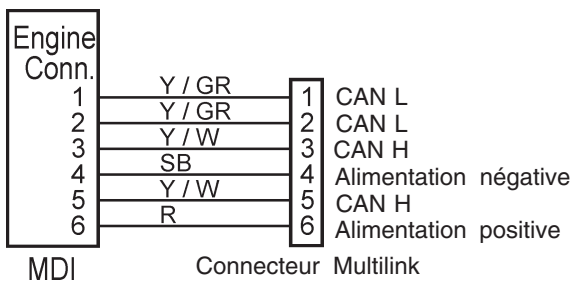 Engine
Conn.
1 Y / GR 1 CAN L
2 Y / GR 2 CAN L
3 Y / W 3 CAN H
4 SB 4 Alimentation négative
5 Y / W 5 CAN H
6 R 6 Alimentation positive
MDI Connecteur Multilink